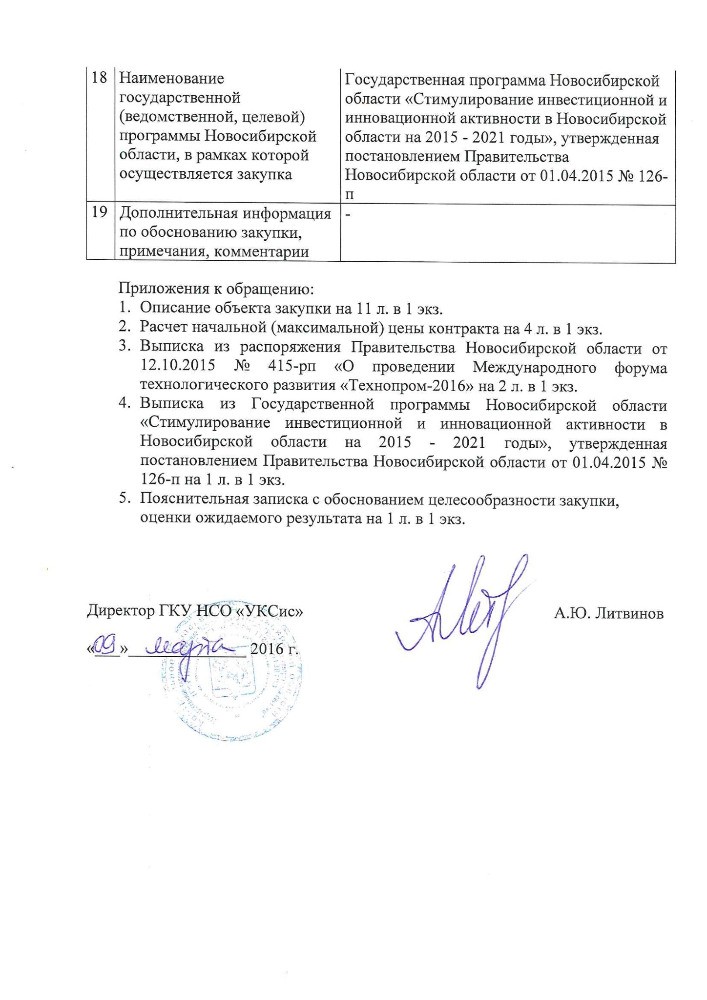 18
Наименование
государственной
(ведомственной, целевой)
программы Новосибирской
области, в рамках которой
осуществляется закупка
Государственная программа Новосибирской
области «Стимулирование инвестиционной и
инновационной активности в Новосибирской
области на 2015 - 2021 годы», утвержденная
постановлением Правительства
Новосибирской области от 01.04.2015 № 126-
п
19
Дополнительная информация
по обоснованию закупки,
примечания, комментарии
-
Приложения к обращению:
1. Описание объекта закупки на 11 л. в 1 экз.
2. Расчет начальной (максимальной) цены контракта на 4 л. в 1 экз.
3. Выписка из распоряжения Правительства Новосибирской области от
12.10.2015 № 415-рп «О проведении Международного форума
технологического развития «Технопром-2016» на 2 л. в 1 экз.
4. Выписка из Государственной программы Новосибирской области
«Стимулирование инвестиционной и инновационной активности в
Новосибирской области на 2015 - 2021 годы», утвержденная
постановлением Правительства Новосибирской области от 01.04.2015 №
126-п на 1 л. в 1 экз.
5. Пояснительная записка с обоснованием целесообразности закупки,
оценки ожидаемого результата на 1 л. в 1 экз.
Директор ГКУ НСО «УКСис» А.Ю. Литвинов
«09» марта 2016 г.